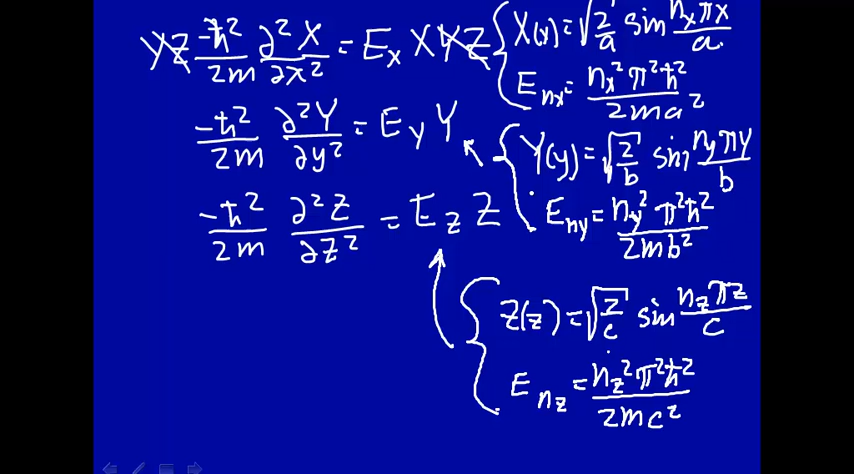 YZ -ħ²/2m ∂²X/∂x² = Eₓ X YZ
X(x) = √(2/a) sin nₓπx/a
Eₙₓ = nₓ²π²ħ²/2ma²
-ħ²/2m ∂²Y/∂y² = E_y Y
Y(y) = √(2/b) sin n_yπy/b
E_ny = n_y²π²ħ²/2mb²
-ħ²/2m ∂²Z/∂z² = E_z Z
Z(z) = √(2/c) sin n_zπz/c
E_nz = n_z²π²ħ²/2mc²